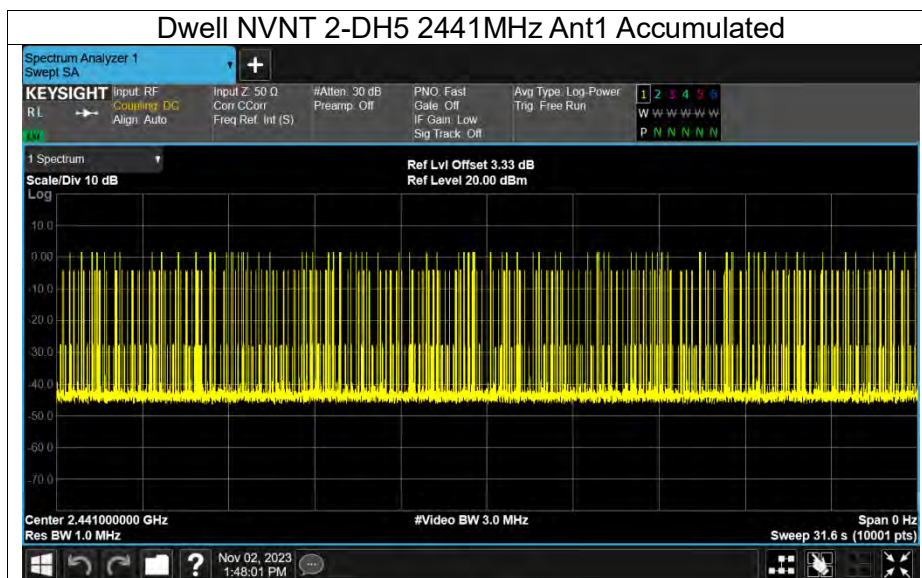 Dwell NVNT 2-DH5 2441MHz Ant1 Accumulated
Spectrum Analyzer 1
Swept SA
+
KEYSIGHT Input: RF Input Z: 50 Ω #Atten: 30 dB PNO: Fast Avg Type: Log-Power 1 2 3 4 5 6
RL Coupling: DC Corr CCorr Preamp: Off Gate: Off Trig: Free Run W W W W W W
Align: Auto Freq Ref: Int (S) IF Gain: Low
Sig Track: Off P N N N N N
1 Spectrum
Ref Lvl Offset 3.33 dB
Scale/Div 10 dB Ref Level 20.00 dBm
Log
10.0
0.00
-10.0
-20.0
-30.0
-40.0
-50.0
-60.0
-70.0
Center 2.441000000 GHz #Video BW 3.0 MHz Span 0 Hz
Res BW 1.0 MHz Sweep 31.6 s (10001 pts)
? Nov 02, 2023
1:48:01 PM